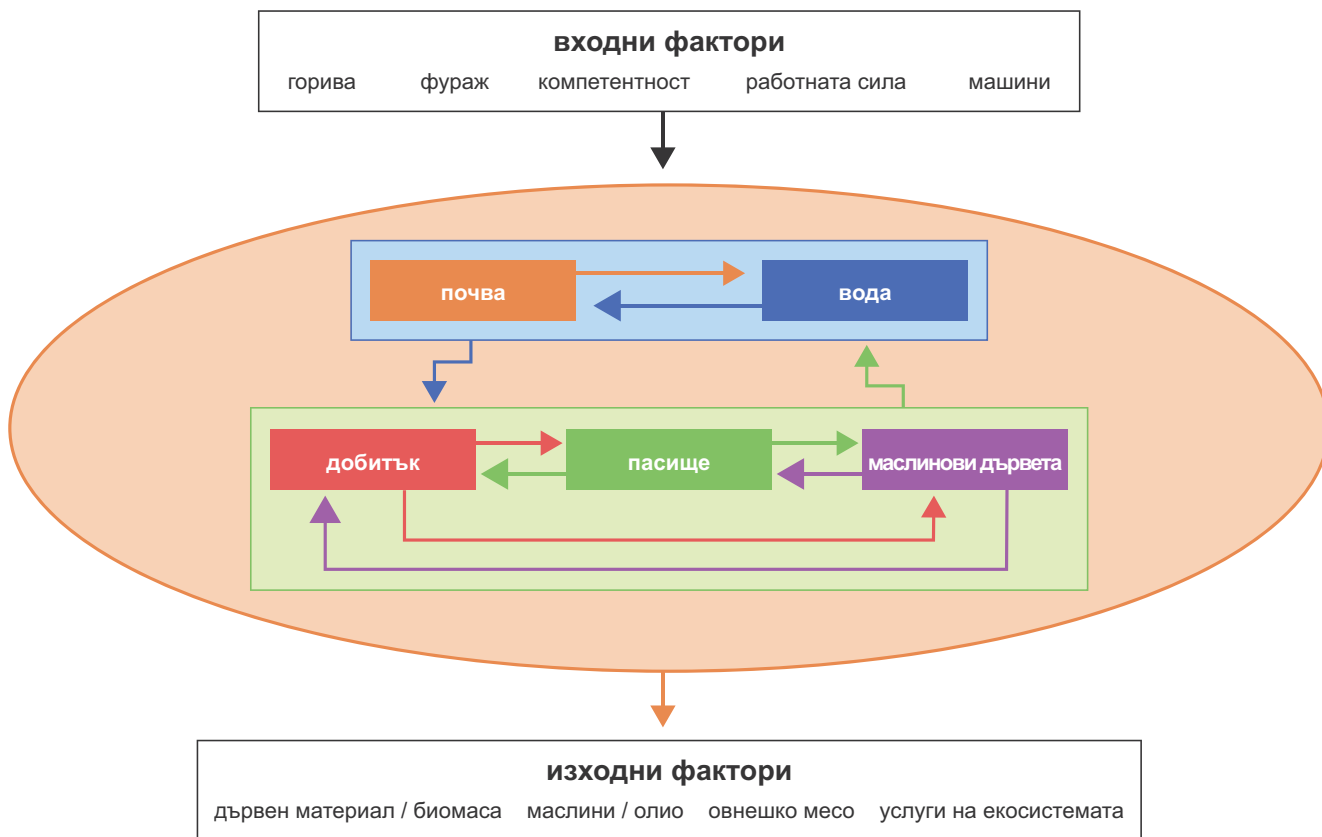 входни фактори
горива фураж компетентност работната сила машини
почва вода
добитък пасище маслинови дървета
изходни фактори
дървен материал / биомаса маслини / олио овнешко месо услуги на екосистемата